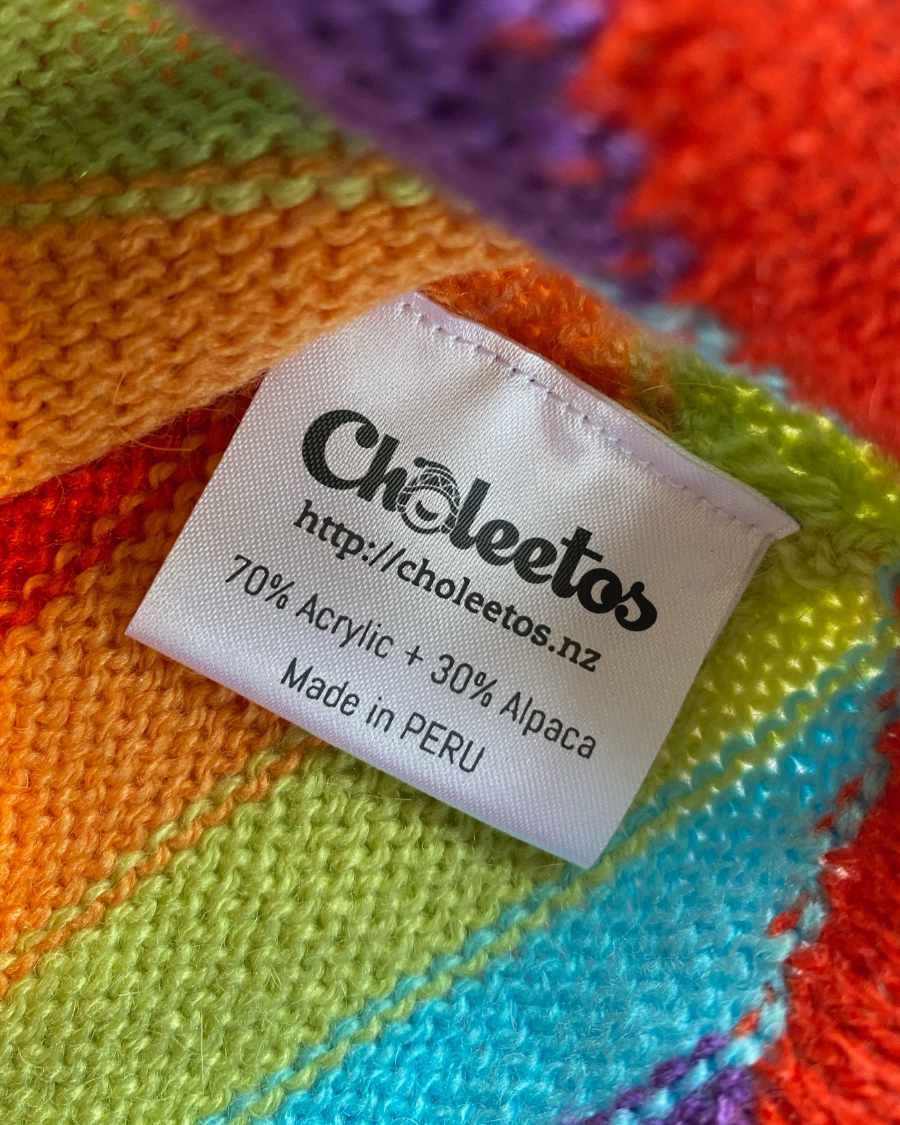 Choleetos
http://choleetos.nz
70% Acrylic + 30% Alpaca
Made in PERU